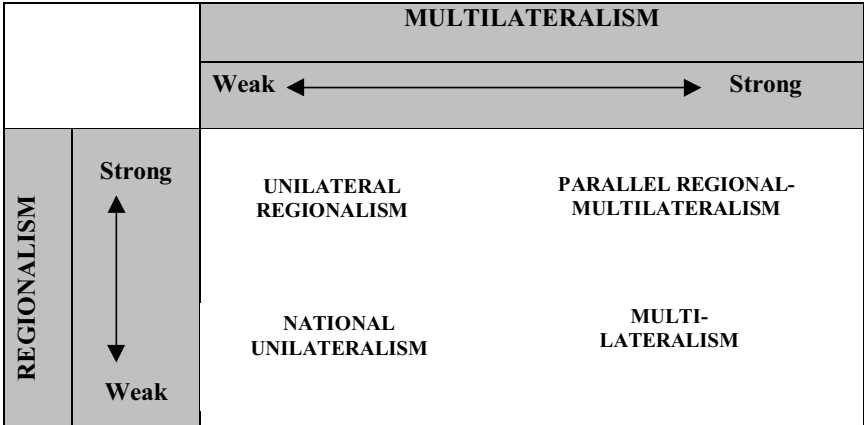 MULTILATERALISM
Weak
Strong
REGIONALISM
Strong
Weak
UNILATERAL
REGIONALISM
PARALLEL REGIONAL-
MULTILATERALISM
NATIONAL
UNILATERALISM
MULTI-
LATERALISM